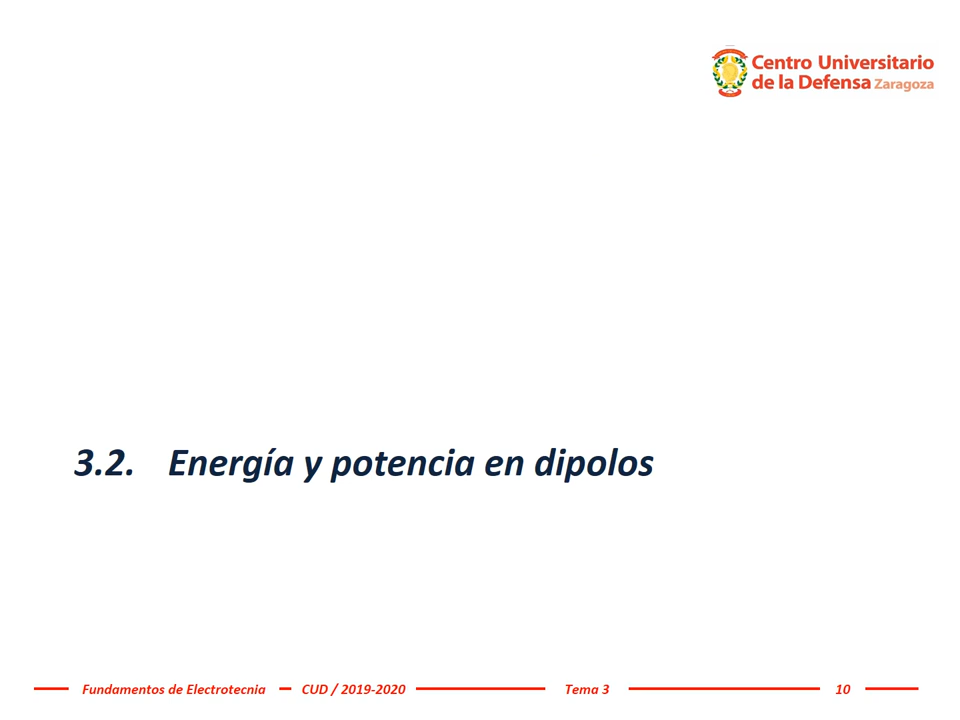 Centro Universitario
de la Defensa Zaragoza
3.2. Energía y potencia en dipolos
Fundamentos de Electrotecnia CUD / 2019-2020 Tema 3 10